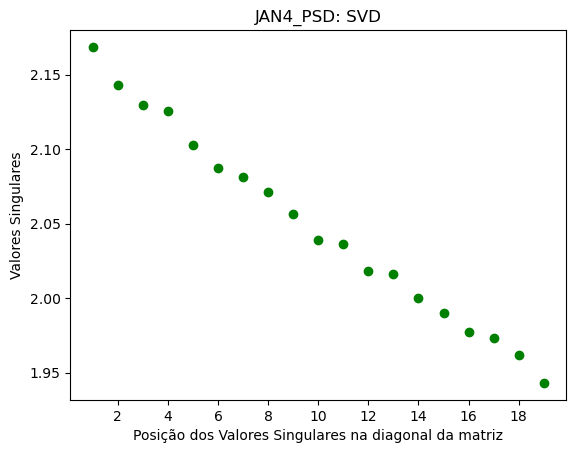 JAN4_PSD: SVD
Valores Singulares
2.15
2.10
2.05
2.00
1.95
2 4 6 8 10 12 14 16 18
Posição dos Valores Singulares na diagonal da matriz